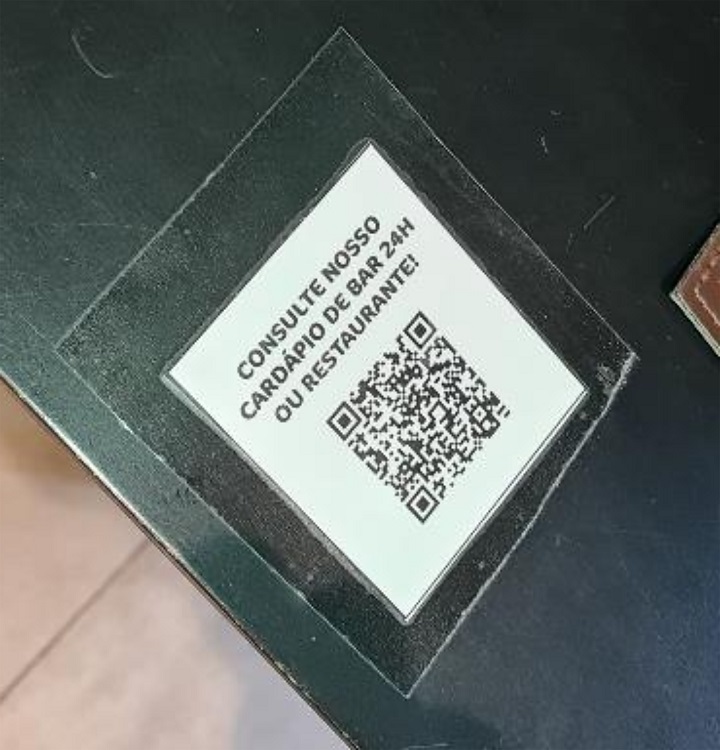 CONSULTE NOSSO
CARDÁPIO DE BAR 24H
OU RESTAURANTE!